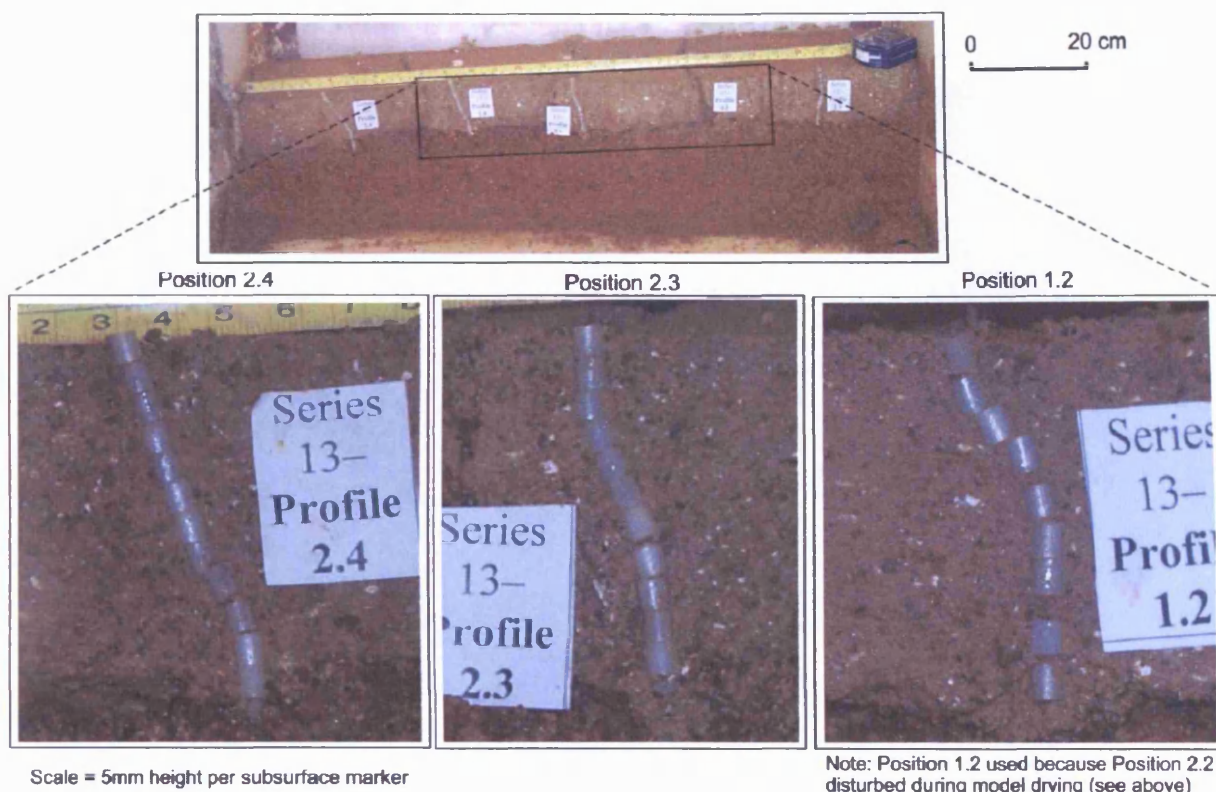 0 20 cm
Profile
Position 2.4 Position 2.3 Position 1.2
2 3 4 5 6 7
Series
13–
Profile
2.4
Series
13–
Profile
2.3
Series
13–
Profil
1.2
Scale = 5mm height per subsurface marker
Note: Position 1.2 used because Position 2.2
disturbed during model drying (see above)